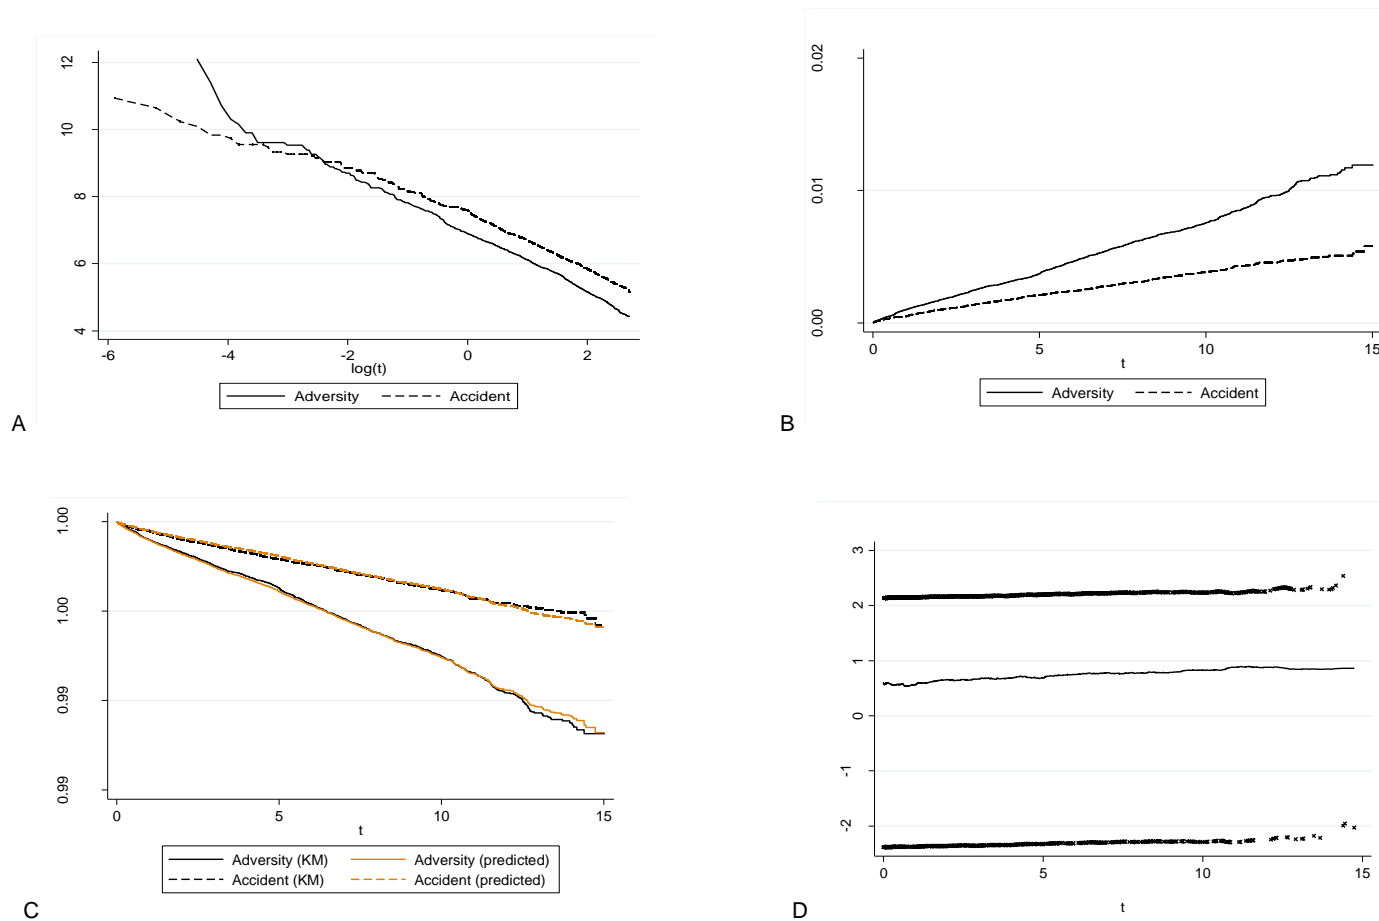 12
10
8
6
4
-6 -4 -2 0 2
log(t)
Adversity Accident
A
0.02
0.01
0.00
0 5 10 15
t
Adversity Accident
B
1.00
1.00
0.99
0.99
0 5 10 15
t
Adversity (KM) Adversity (predicted)
Accident (KM) Accident (predicted)
C
3
2
1
0
-1
-2
0 5 10 15
t
D